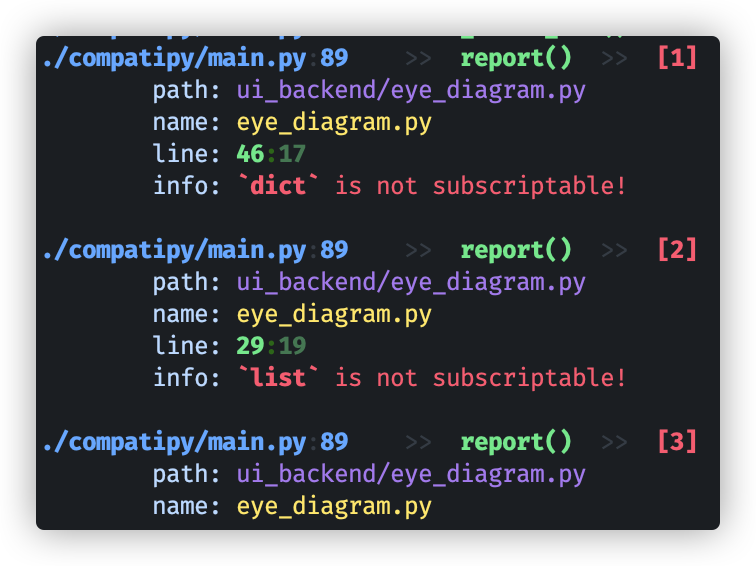 ./compatipy/main.py:89 >> report() >> [1]
path: ui_backend/eye_diagram.py
name: eye_diagram.py
line: 46:17
info: `dict` is not subscriptable!
./compatipy/main.py:89 >> report() >> [2]
path: ui_backend/eye_diagram.py
name: eye_diagram.py
line: 29:19
info: `list` is not subscriptable!
./compatipy/main.py:89 >> report() >> [3]
path: ui_backend/eye_diagram.py
name: eye_diagram.py